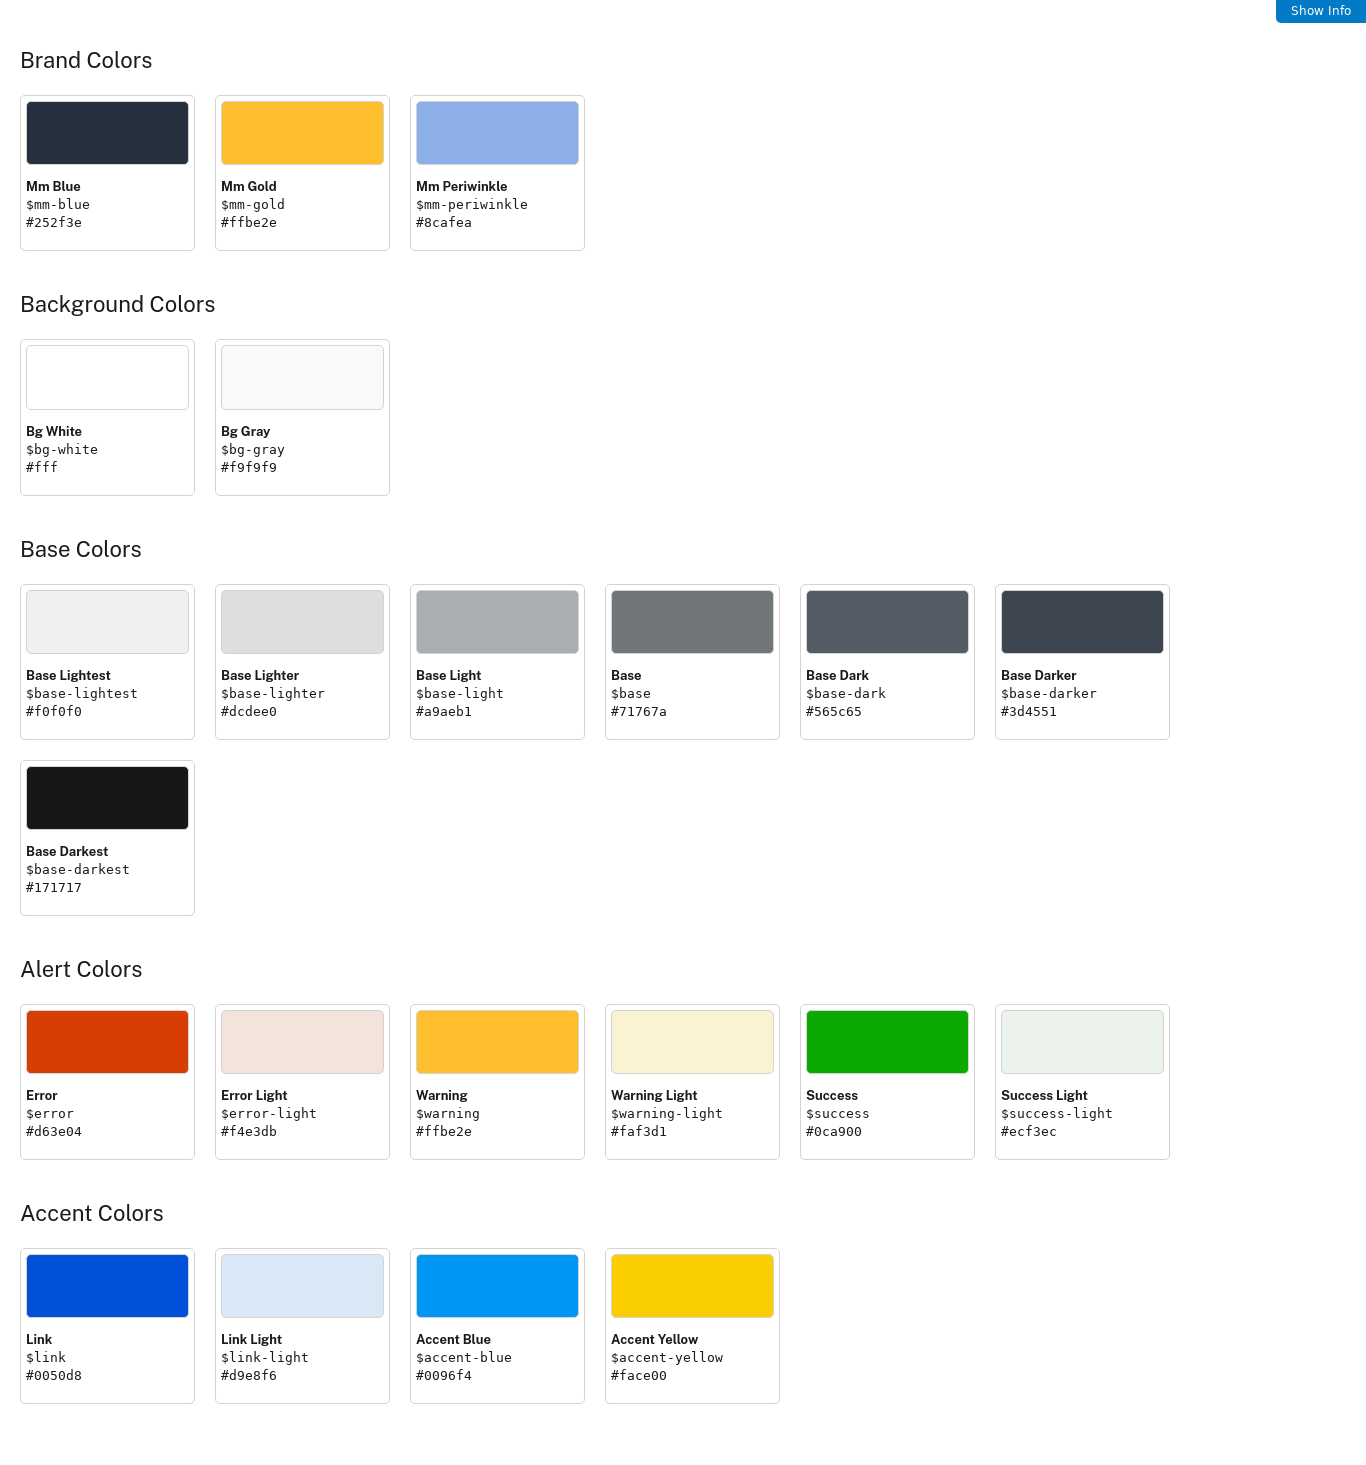 Show Info
Brand Colors
Mm Blue
$mm-blue
#252f3e
Mm Gold
$mm-gold
#ffbe2e
Mm Periwinkle
$mm-periwinkle
#8cafea
Background Colors
Bg White
$bg-white
#fff
Bg Gray
$bg-gray
#f9f9f9
Base Colors
Base Lightest
$base-lightest
#f0f0f0
Base Lighter
$base-lighter
#dcdee0
Base Light
$base-light
#a9aeb1
Base
$base
#71767a
Base Dark
$base-dark
#565c65
Base Darker
$base-darker
#3d4551
Base Darkest
$base-darkest
#171717
Alert Colors
Error
$error
#d63e04
Error Light
$error-light
#f4e3db
Warning
$warning
#ffbe2e
Warning Light
$warning-light
#faf3d1
Success
$success
#0ca900
Success Light
$success-light
#ecf3ec
Accent Colors
Link
$link
#0050d8
Link Light
$link-light
#d9e8f6
Accent Blue
$accent-blue
#0096f4
Accent Yellow
$accent-yellow
#face00